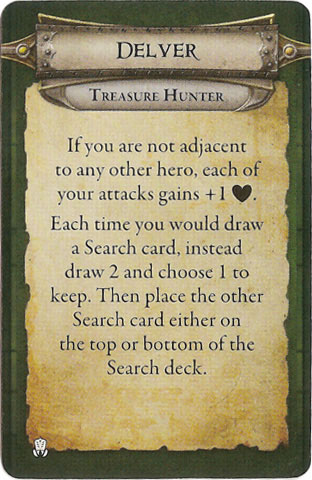 Delver
Treasure Hunter
If you are not adjacent
to any other hero, each of
your attacks gains +1 ♥.
Each time you would draw
a Search card, instead
draw 2 and choose 1 to
keep. Then place the other
Search card either on
the top or bottom of the
Search deck.